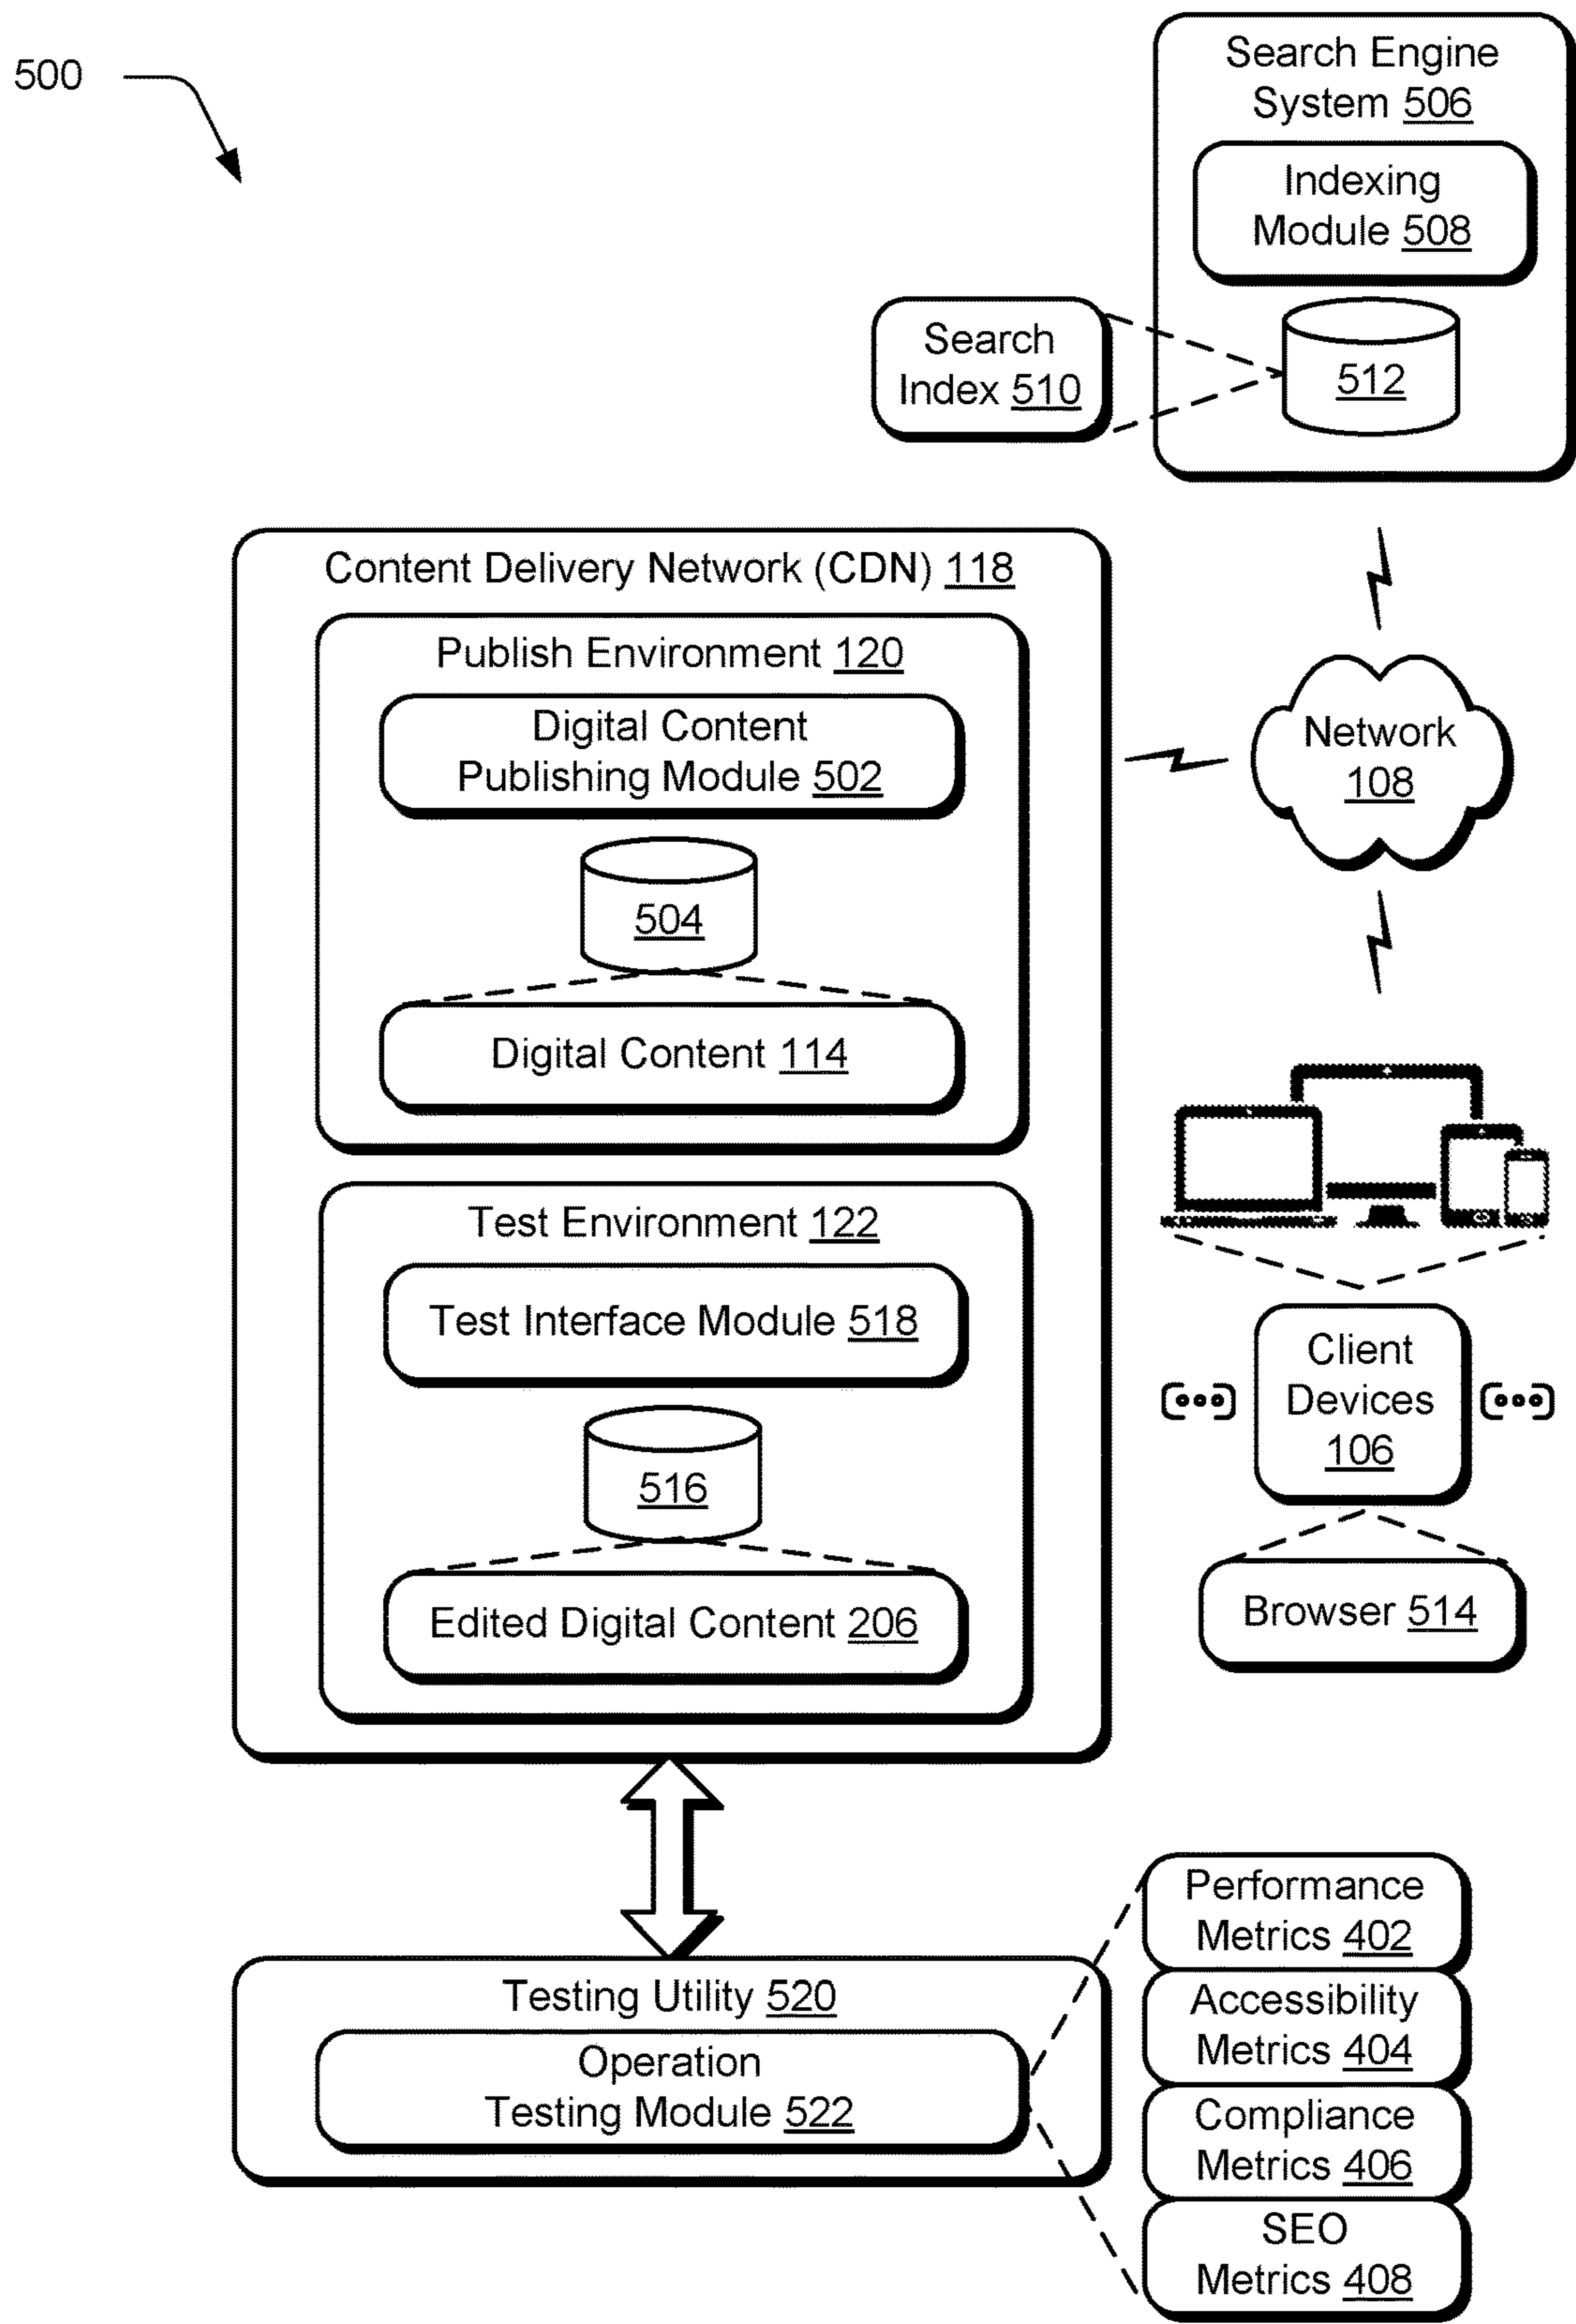 500
Search Engine
System 506
Indexing
Module 508
Search
Index 510
512
Content Delivery Network (CDN) 118
Publish Environment 120
Digital Content
Publishing Module 502
504
Digital Content 114
Network
108
Test Environment 122
Test Interface Module 518
516
Edited Digital Content 206
Client
Devices
106
Browser 514
Testing Utility 520
Operation
Testing Module 522
Performance
Metrics 402
Accessibility
Metrics 404
Compliance
Metrics 406
SEO
Metrics 408